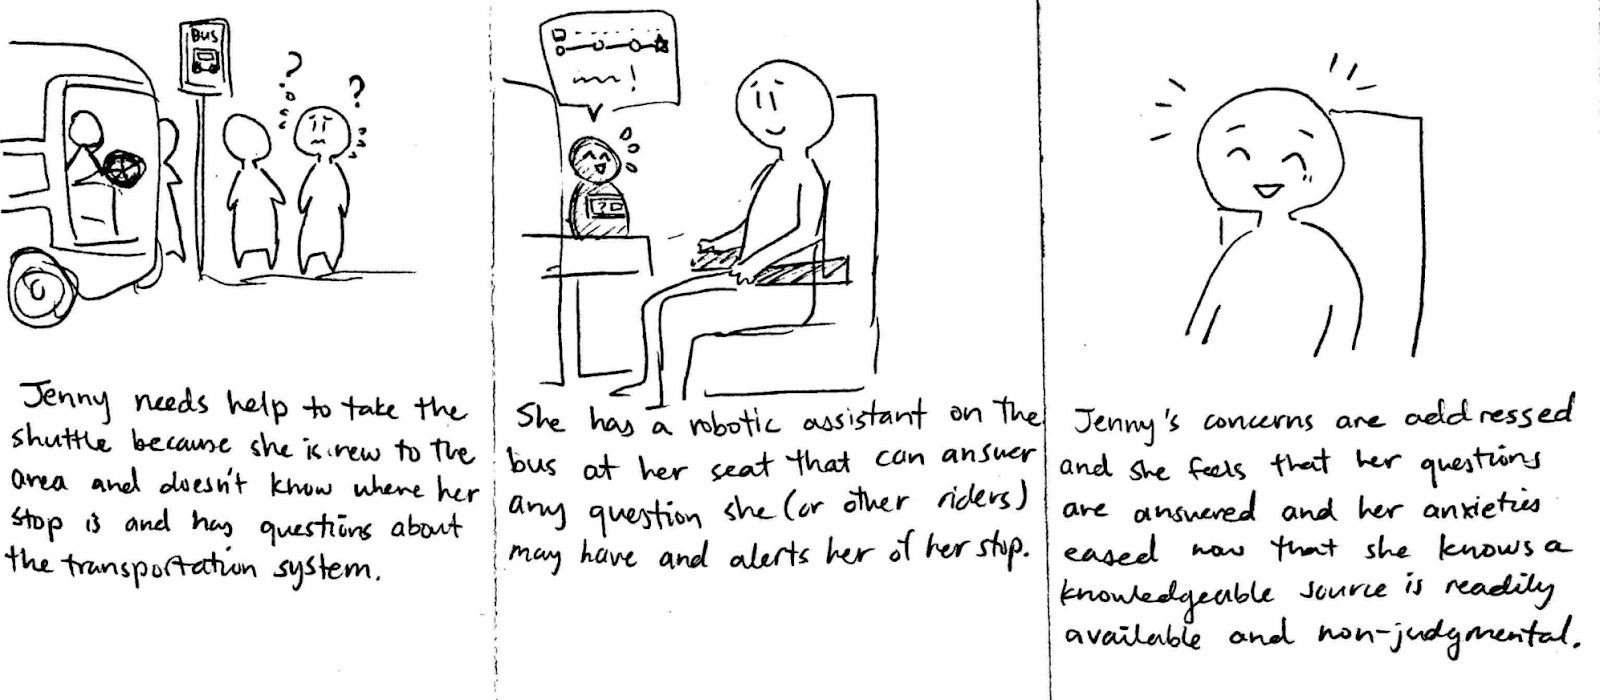 BUS
?
?
Jenny needs help to take the
shuttle because she is new to the
area and doesn't know where her
stop is and has questions about
the transportation system.
!
? 
She has a robotic assistant on the
bus at her seat that can answer
any question she (or other riders)
may have and alerts her of her stop.
Jenny's concerns are addressed
and she feels that her questions
are answered and her anxieties
eased now that she knows a
knowledgeable source is readily
available and non-judgmental.